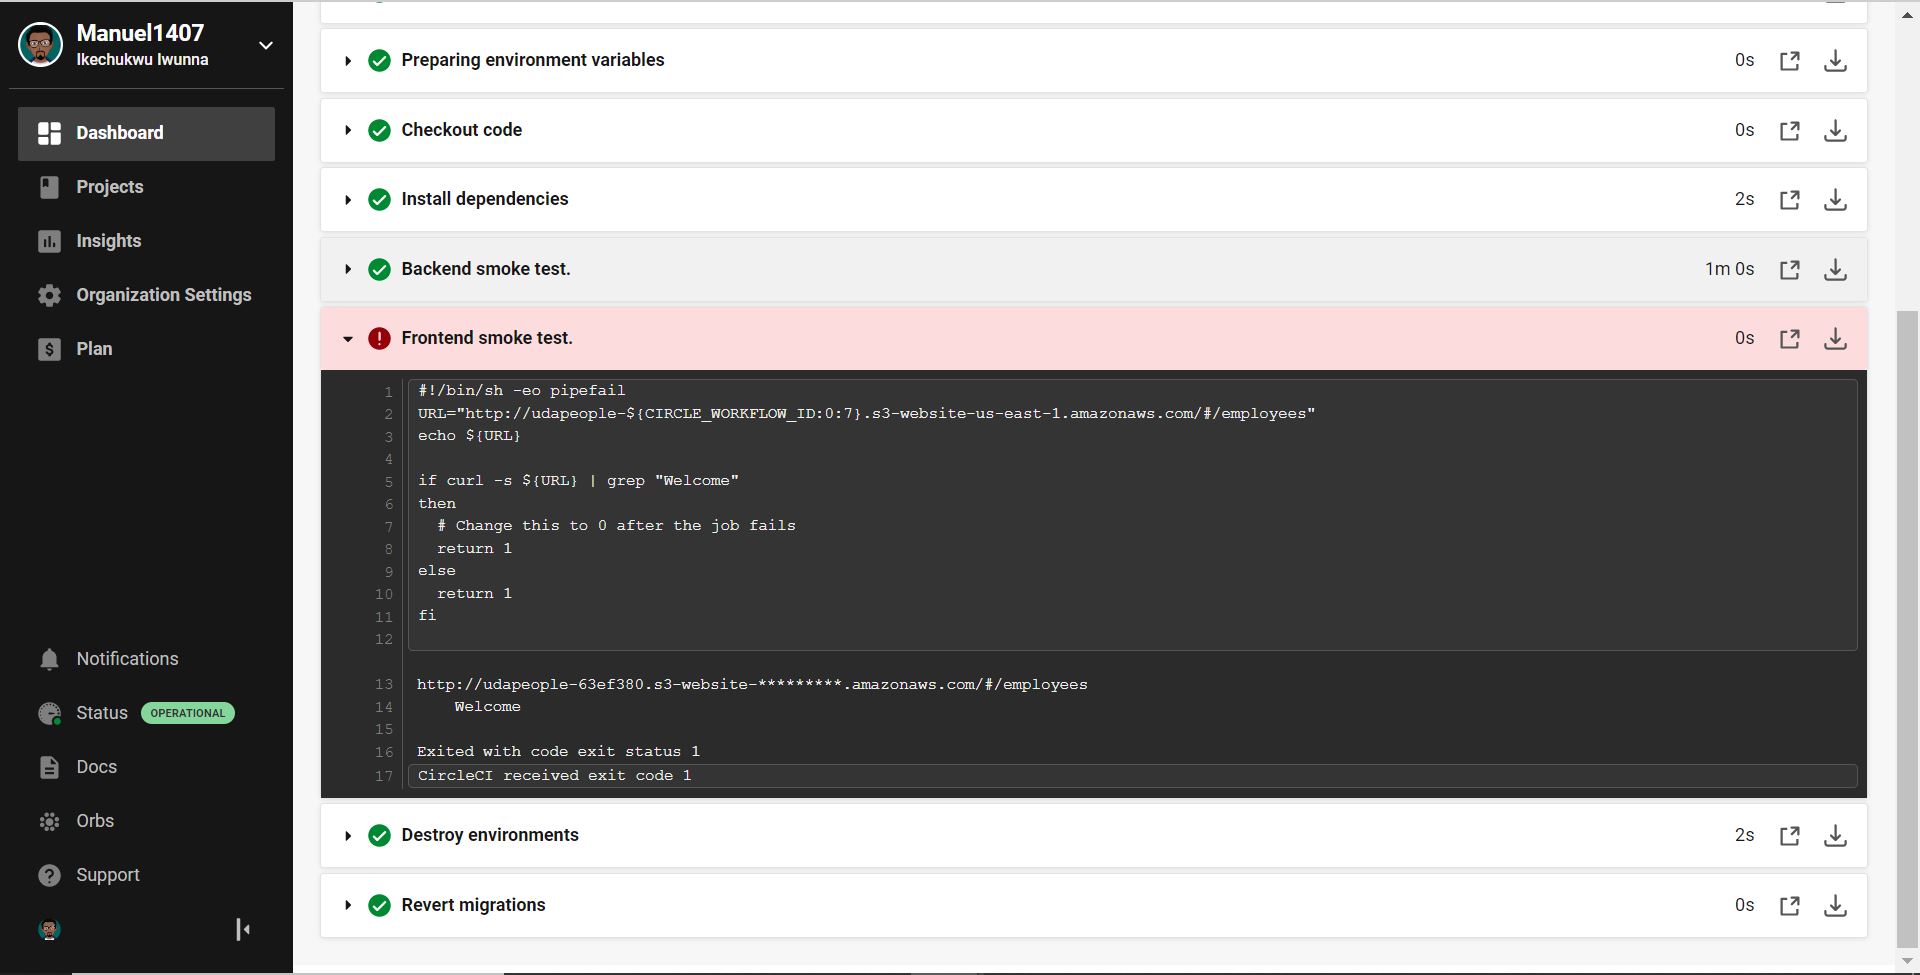 Manuel1407
Ikechukwu Iwunna
Dashboard
Projects
Insights
Organization Settings
$ Plan
Notifications
Status OPERATIONAL
Docs
Orbs
? Support
Preparing environment variables 0s
Checkout code 0s
Install dependencies 2s
Backend smoke test. 1m 0s
! Frontend smoke test. 0s
1 #!/bin/sh -eo pipefail
2 URL="http://udapeople-${CIRCLE_WORKFLOW_ID:0:7}.s3-website-us-east-1.amazonaws.com/#/employees"
3 echo ${URL}
4
5 if curl -s ${URL} | grep "Welcome"
6 then
7 # Change this to 0 after the job fails
8 return 1
9 else
10 return 1
11 fi
12
13 http://udapeople-63ef380.s3-website-*********.amazonaws.com/#/employees
14 Welcome
15
16 Exited with code exit status 1
17 CircleCI received exit code 1
Destroy environments 2s
Revert migrations 0s